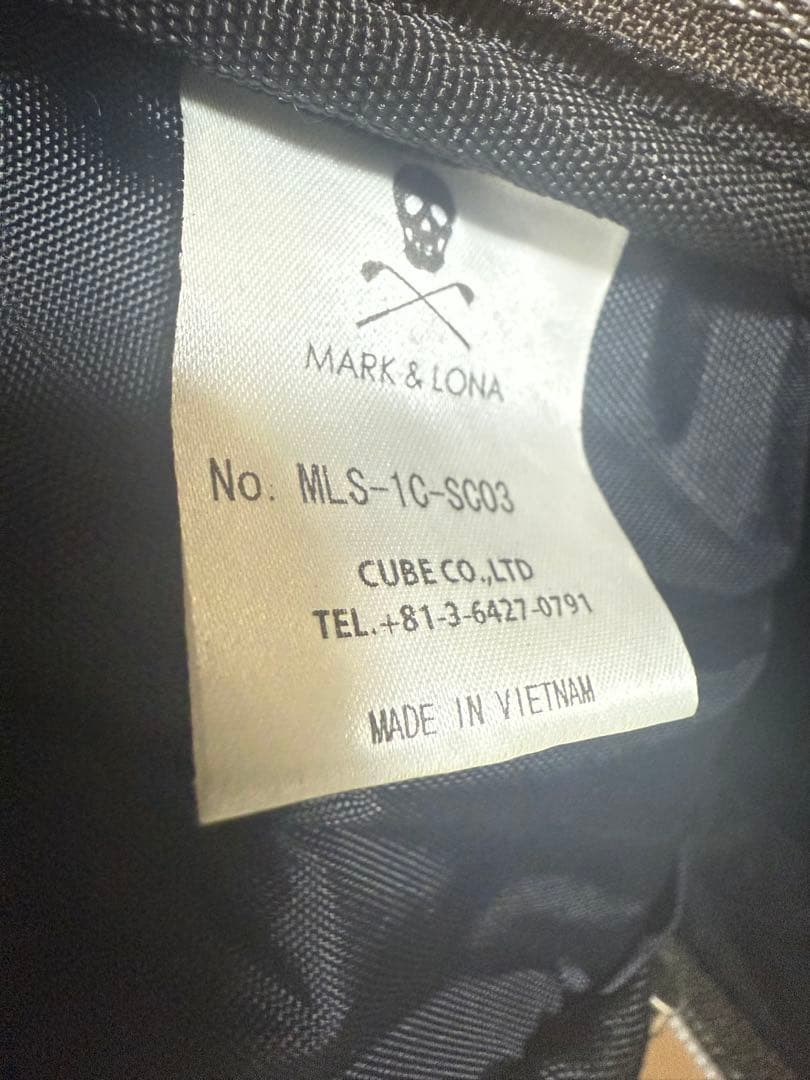 MARK & LONA
No. MLS-1C-SC03
CUBE CO.,LTD
TEL.+81-3-6427-0791
MADE IN VIETNAM